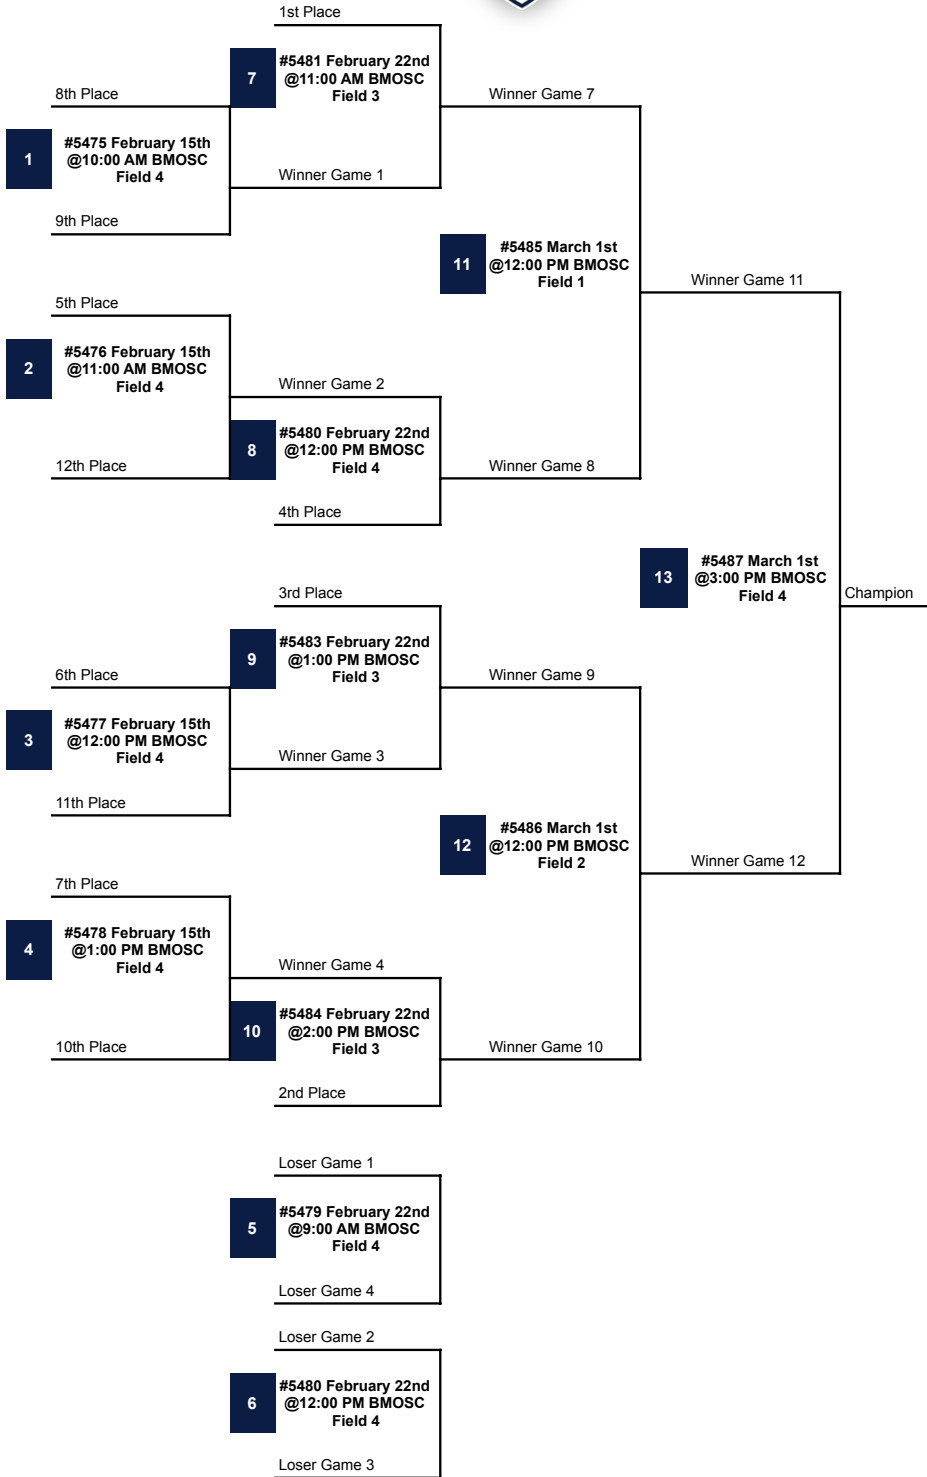 1st Place
7
#5481 February 22nd
@11:00 AM BMOSC
Field 3
8th Place
Winner Game 7
1
#5475 February 15th
@10:00 AM BMOSC
Field 4
Winner Game 1
9th Place
11
#5485 March 1st
@12:00 PM BMOSC
Field 1
Winner Game 11
5th Place
2
#5476 February 15th
@11:00 AM BMOSC
Field 4
Winner Game 2
8
#5480 February 22nd
@12:00 PM BMOSC
Field 4
12th Place
Winner Game 8
4th Place
13
#5487 March 1st
@3:00 PM BMOSC
Field 4
Champion
3rd Place
9
#5483 February 22nd
@1:00 PM BMOSC
Field 3
6th Place
Winner Game 9
3
#5477 February 15th
@12:00 PM BMOSC
Field 4
Winner Game 3
11th Place
12
#5486 March 1st
@12:00 PM BMOSC
Field 2
Winner Game 12
7th Place
4
#5478 February 15th
@1:00 PM BMOSC
Field 4
Winner Game 4
10
#5484 February 22nd
@2:00 PM BMOSC
Field 3
10th Place
Winner Game 10
2nd Place
Loser Game 1
5
#5479 February 22nd
@9:00 AM BMOSC
Field 4
Loser Game 4
Loser Game 2
6
#5480 February 22nd
@12:00 PM BMOSC
Field 4
Loser Game 3